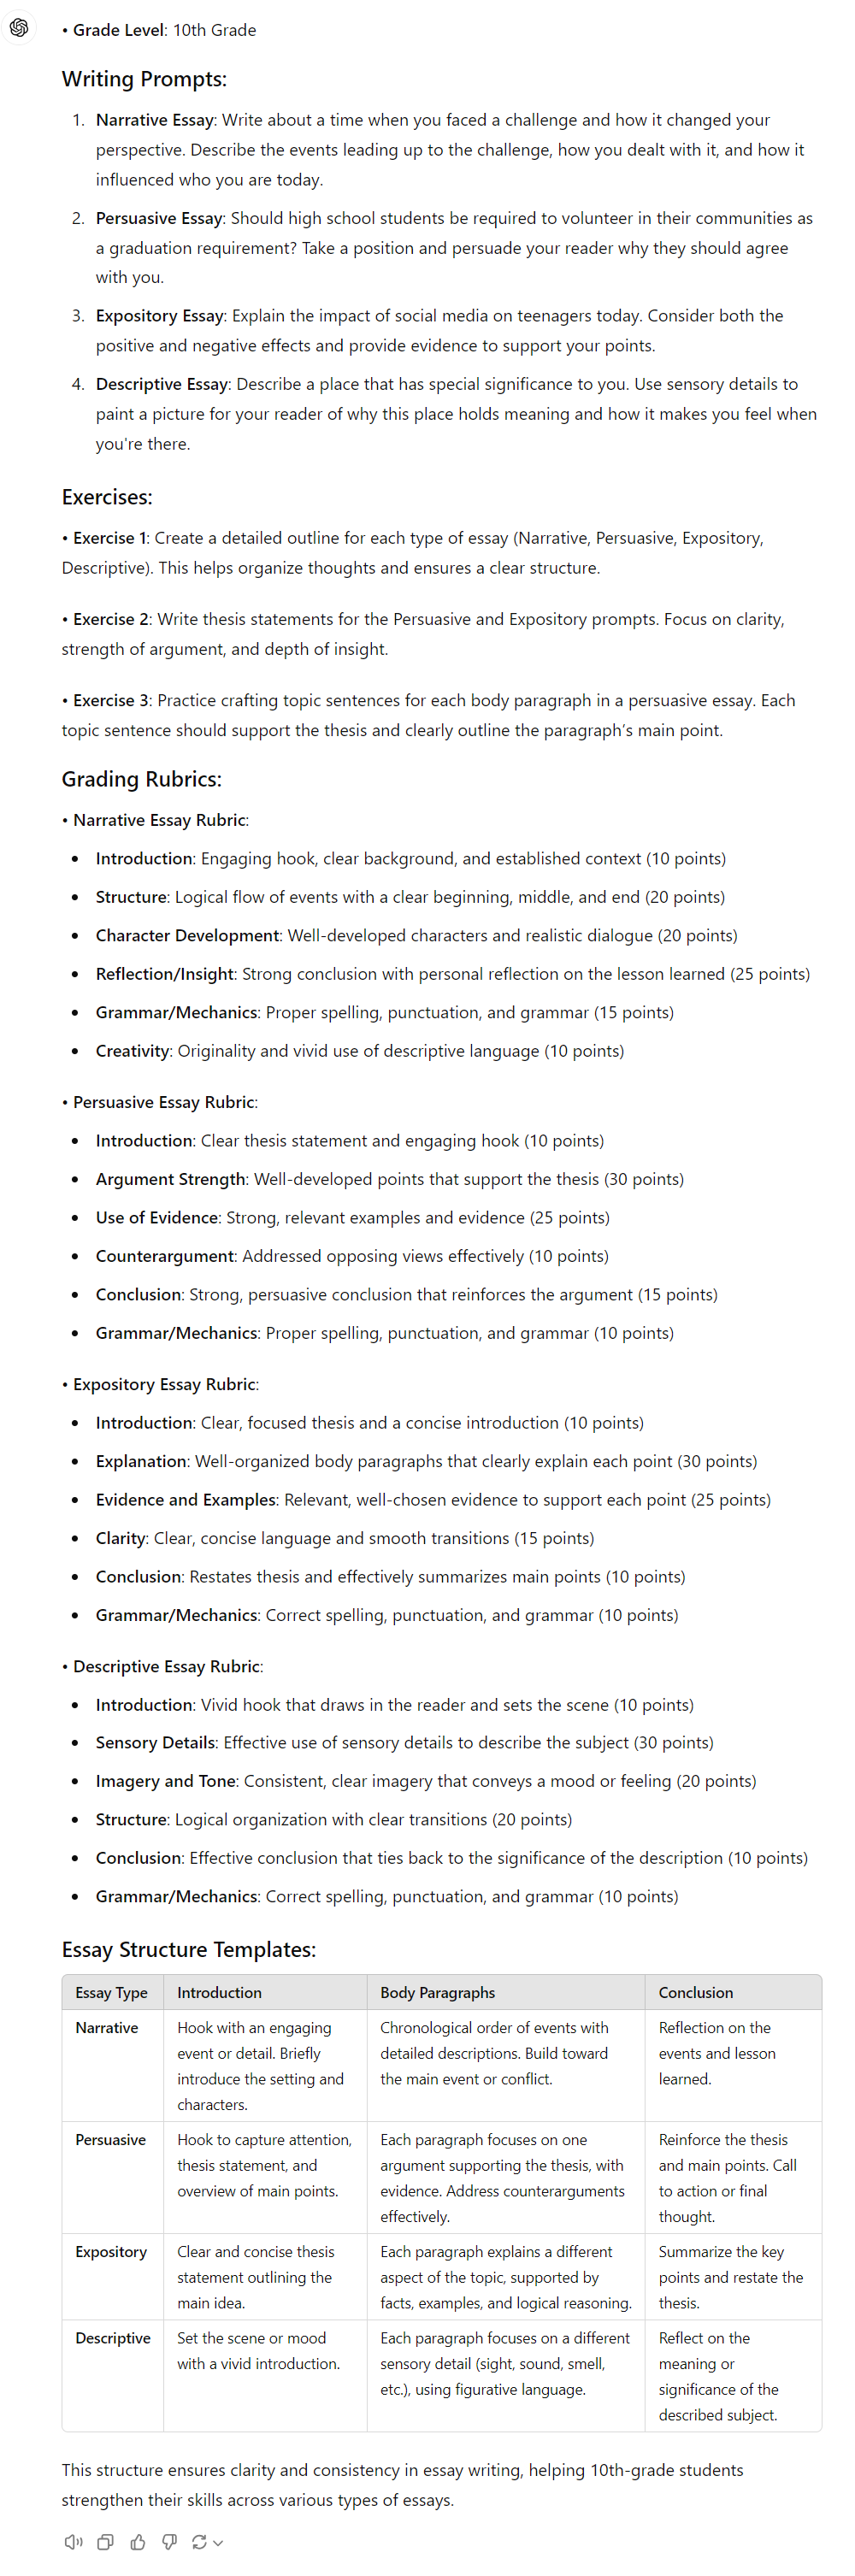 • Grade Level: 10th Grade
Writing Prompts:
1. Narrative Essay: Write about a time when you faced a challenge and how it changed your
perspective. Describe the events leading up to the challenge, how you dealt with it, and how it
influenced who you are today.
2. Persuasive Essay: Should high school students be required to volunteer in their communities as
a graduation requirement? Take a position and persuade your reader why they should agree
with you.
3. Expository Essay: Explain the impact of social media on teenagers today. Consider both the
positive and negative effects and provide evidence to support your points.
4. Descriptive Essay: Describe a place that has special significance to you. Use sensory details to
paint a picture for your reader of why this place holds meaning and how it makes you feel when
you're there.
Exercises:
• Exercise 1: Create a detailed outline for each type of essay (Narrative, Persuasive, Expository,
Descriptive). This helps organize thoughts and ensures a clear structure.
• Exercise 2: Write thesis statements for the Persuasive and Expository prompts. Focus on clarity,
strength of argument, and depth of insight.
• Exercise 3: Practice crafting topic sentences for each body paragraph in a persuasive essay. Each
topic sentence should support the thesis and clearly outline the paragraph's main point.
Grading Rubrics:
• Narrative Essay Rubric:
• Introduction: Engaging hook, clear background, and established context (10 points)
• Structure: Logical flow of events with a clear beginning, middle, and end (20 points)
• Character Development: Well-developed characters and realistic dialogue (20 points)
• Reflection/Insight: Strong conclusion with personal reflection on the lesson learned (25 points)
• Grammar/Mechanics: Proper spelling, punctuation, and grammar (15 points)
• Creativity: Originality and vivid use of descriptive language (10 points)
• Persuasive Essay Rubric:
• Introduction: Clear thesis statement and engaging hook (10 points)
• Argument Strength: Well-developed points that support the thesis (30 points)
• Use of Evidence: Strong, relevant examples and evidence (25 points)
• Counterargument: Addressed opposing views effectively (10 points)
• Conclusion: Strong, persuasive conclusion that reinforces the argument (15 points)
• Grammar/Mechanics: Proper spelling, punctuation, and grammar (10 points)
• Expository Essay Rubric:
• Introduction: Clear, focused thesis and a concise introduction (10 points)
• Explanation: Well-organized body paragraphs that clearly explain each point (30 points)
• Evidence and Examples: Relevant, well-chosen evidence to support each point (25 points)
• Clarity: Clear, concise language and smooth transitions (15 points)
• Conclusion: Restates thesis and effectively summarizes main points (10 points)
• Grammar/Mechanics: Correct spelling, punctuation, and grammar (10 points)
• Descriptive Essay Rubric:
• Introduction: Vivid hook that draws in the reader and sets the scene (10 points)
• Sensory Details: Effective use of sensory details to describe the subject (30 points)
• Imagery and Tone: Consistent, clear imagery that conveys a mood or feeling (20 points)
• Structure: Logical organization with clear transitions (20 points)
• Conclusion: Effective conclusion that ties back to the significance of the description (10 points)
• Grammar/Mechanics: Correct spelling, punctuation, and grammar (10 points)
Essay Structure Templates:
Essay Type Introduction Body Paragraphs Conclusion
Narrative
Hook with an engaging
event or detail. Briefly
introduce the setting and
characters.
Chronological order of events with
detailed descriptions. Build toward
the main event or conflict.
Reflection on the
events and lesson
learned.
Persuasive
Hook to capture attention,
thesis statement, and
overview of main points.
Each paragraph focuses on one
argument supporting the thesis, with
evidence. Address counterarguments
effectively.
Reinforce the thesis
and main points. Call
to action or final
thought.
Expository
Clear and concise thesis
statement outlining the
main idea.
Each paragraph explains a different
aspect of the topic, supported by
facts, examples, and logical reasoning.
Summarize the key
points and restate the
thesis.
Descriptive
Set the scene or mood
with a vivid introduction.
Each paragraph focuses on a different
sensory detail (sight, sound, smell,
etc.), using figurative language.
Reflect on the
meaning or
significance of the
described subject.
This structure ensures clarity and consistency in essay writing, helping 10th-grade students
strengthen their skills across various types of essays.